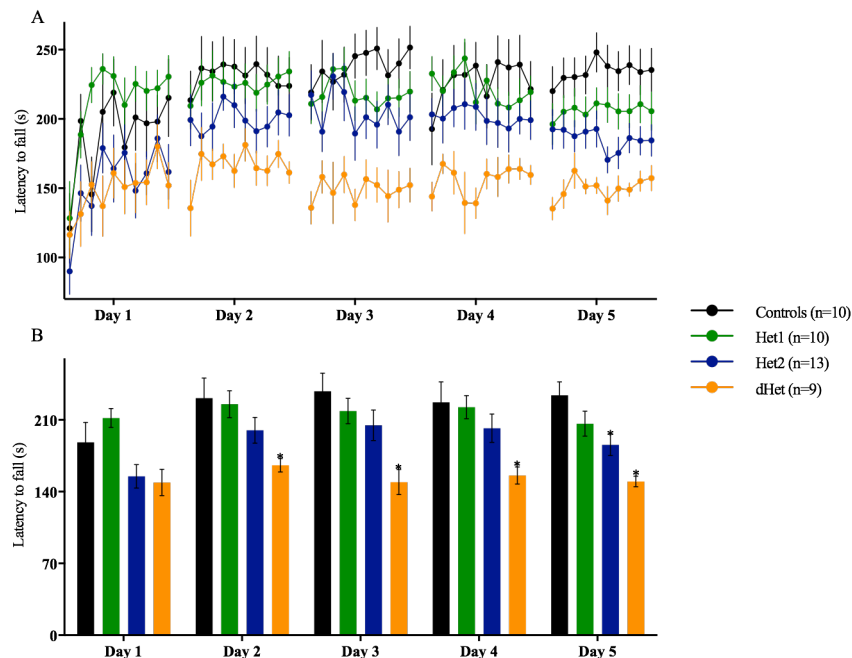 A
250
200
150
100
Latency to fall (s)
Day 1 Day 2 Day 3 Day 4 Day 5
B
Controls (n=10)
Het1 (n=10)
Het2 (n=13)
dHet (n=9)
210
140
70
0
Latency to fall (s)
* * * * *
Day 1 Day 2 Day 3 Day 4 Day 5